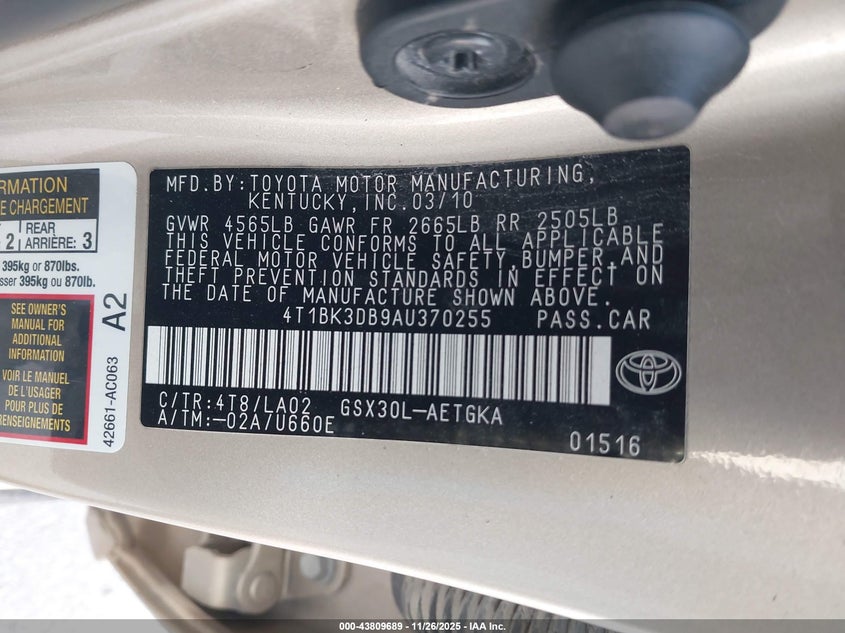 RMATION
E CHARGEMENT
2 REAR ARRIÈRE: 3
395kg or 870lbs.
sser 395kg ou 870lb.
SEE OWNER'S
MANUAL FOR
ADDITIONAL
INFORMATION
VOIR LE MANUEL
POUR PLUS DE
RENSEIGNEMENTS
A2
42661-AC063
MFD.BY:TOYOTA MOTOR MANUFACTURING,
KENTUCKY,INC.03/10
GVWR 4565LB GAWR FR 2665LB RR 2505LB
THIS VEHICLE CONFORMS TO ALL APPLICABLE
FEDERAL MOTOR VEHICLE SAFETY,BUMPER,AND
THEFT PREVENTION STANDARDS IN EFFECT ON
THE DATE OF MANUFACTURE SHOWN ABOVE.
4T1BK3DB9AU370255 PASS.CAR
C/TR:4T8/LA02 GSX30L-AETGKA
A/TM:-02A/U660E
01516
000-43809689 - 11/26/2025 - IAA Inc.